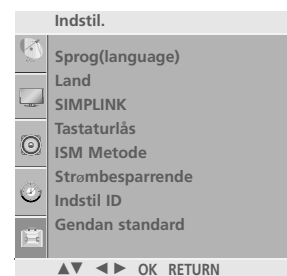 Indstil.
Sprog(language)
Land
SIMPLINK
Tastaturlås
ISM Metode
Strømbesparrende
Indstil ID
Gendan standard
▲▼ ◄ ► OK RETURN